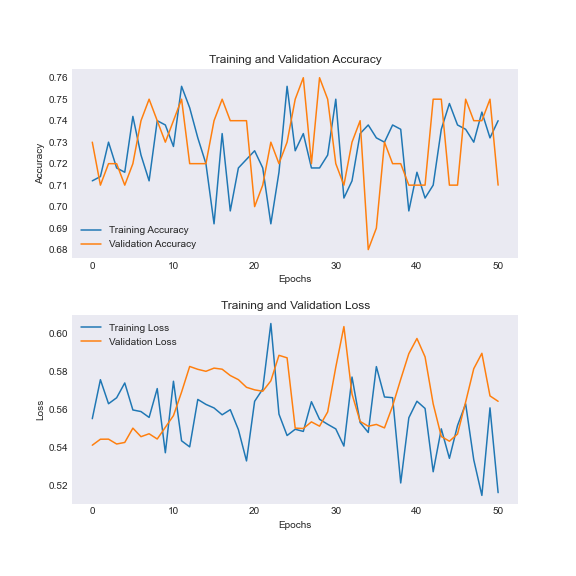 Training and Validation Accuracy
0.76
0.75
0.74
0.73
0.72
0.71
0.70
0.69
0.68
Accuracy
Training Accuracy
Validation Accuracy
0 10 20 30 40 50
Epochs
Training and Validation Loss
0.60
0.58
0.56
0.54
0.52
Loss
Training Loss
Validation Loss
0 10 20 30 40 50
Epochs